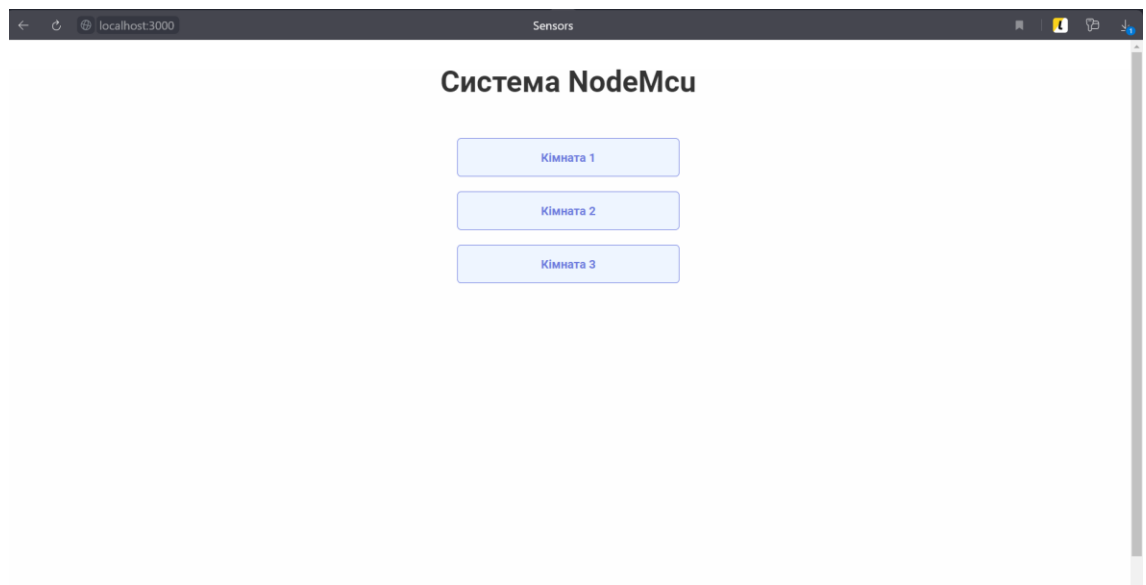 localhost:3000
Sensors
Система NodeMcu
Кімната 1
Кімната 2
Кімната 3